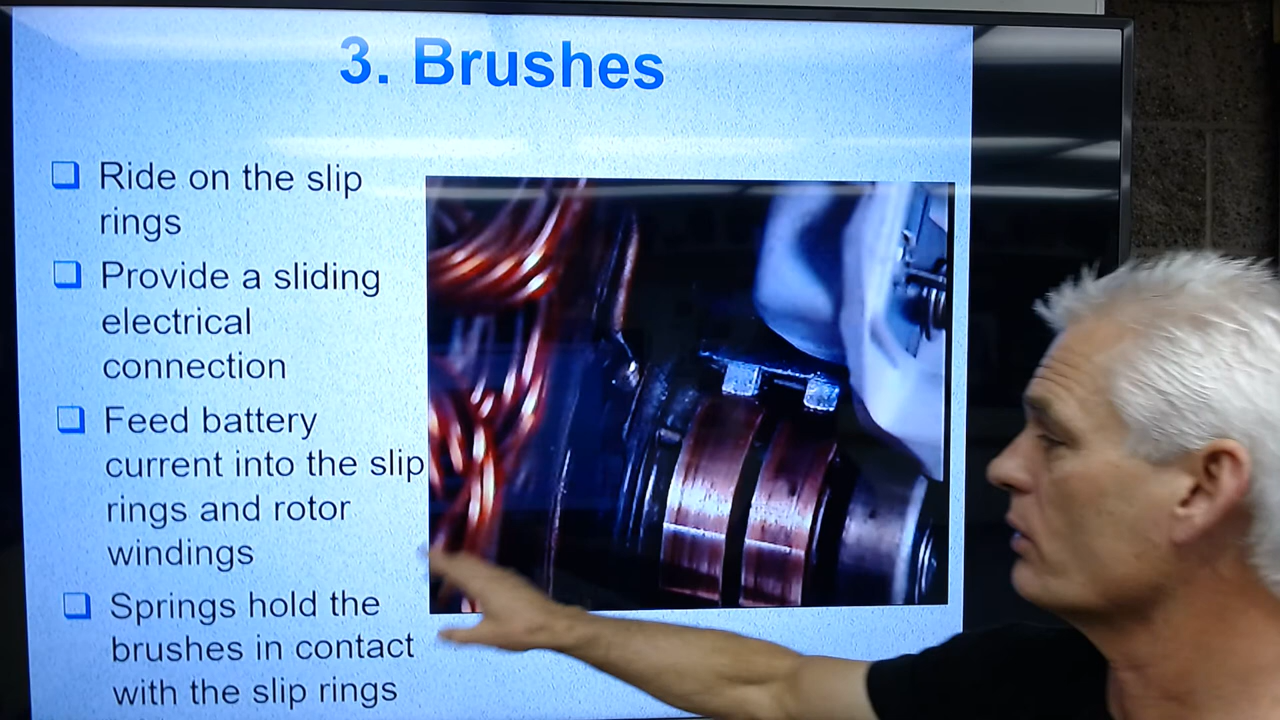 3. Brushes
Ride on the slip
rings
Provide a sliding
electrical
connection
Feed battery
current into the slip
rings and rotor
windings
Springs hold the
brushes in contact
with the slip rings